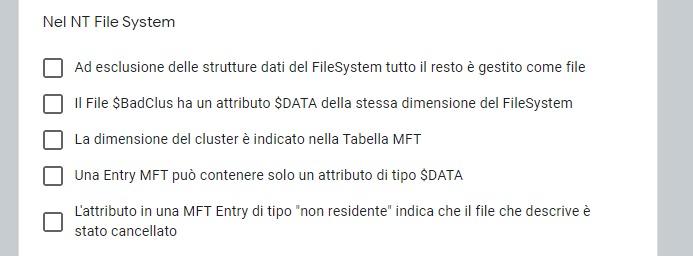 Nel NT File System
Ad esclusione delle strutture dati del FileSystem tutto il resto è gestito come file
Il File $BadClus ha un attributo $DATA della stessa dimensione del FileSystem
La dimensione del cluster è indicato nella Tabella MFT
Una Entry MFT può contenere solo un attributo di tipo $DATA
L'attributo in una MFT Entry di tipo "non residente" indica che il file che descrive è
stato cancellato